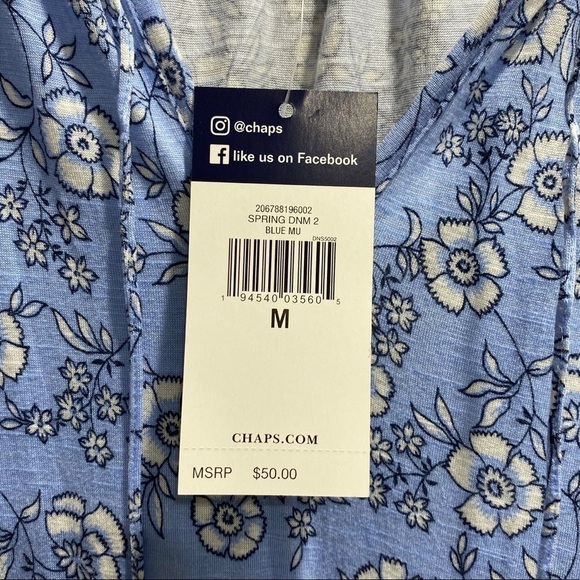 @chaps
like us on Facebook
206788196002
SPRING DNM 2
BLUE MU
DNS5002
1 94540 03560 5
M
CHAPS.COM
MSRP $50.00